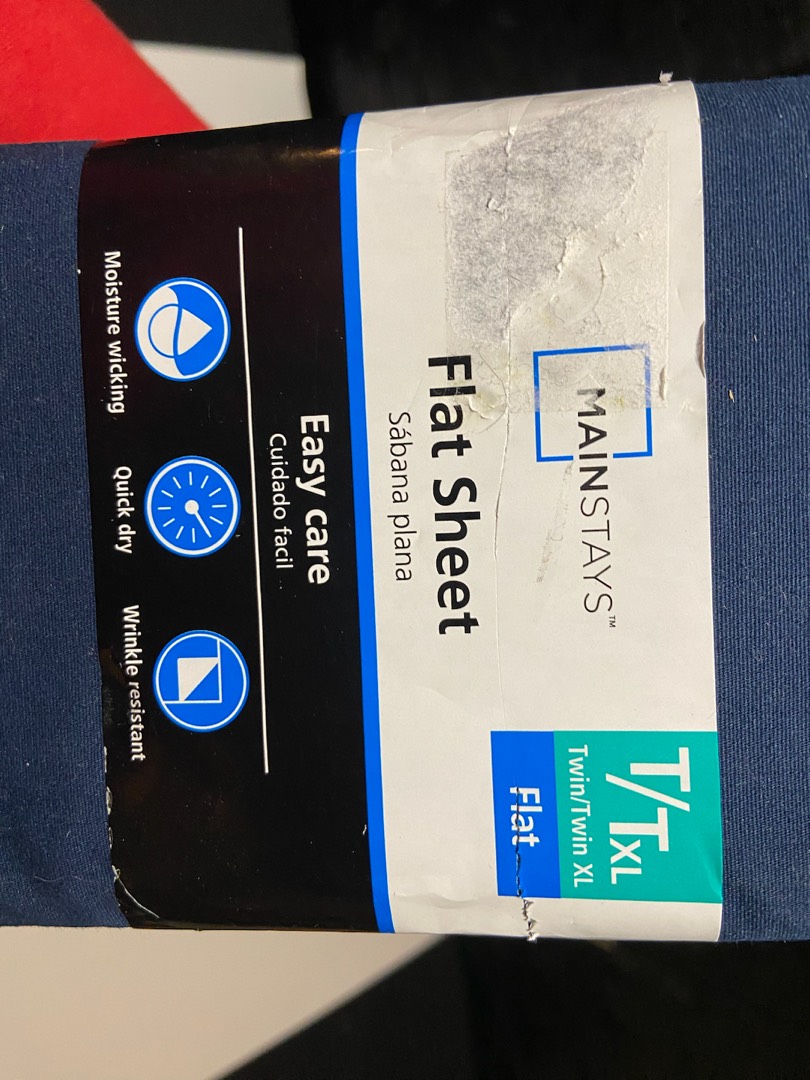 MAINSTAYS™
Flat Sheet
Sábana plana
T/TXL
Twin/Twin XL
Flat
Easy care
Cuidado facil
Moisture wicking
Quick dry
Wrinkle resistant